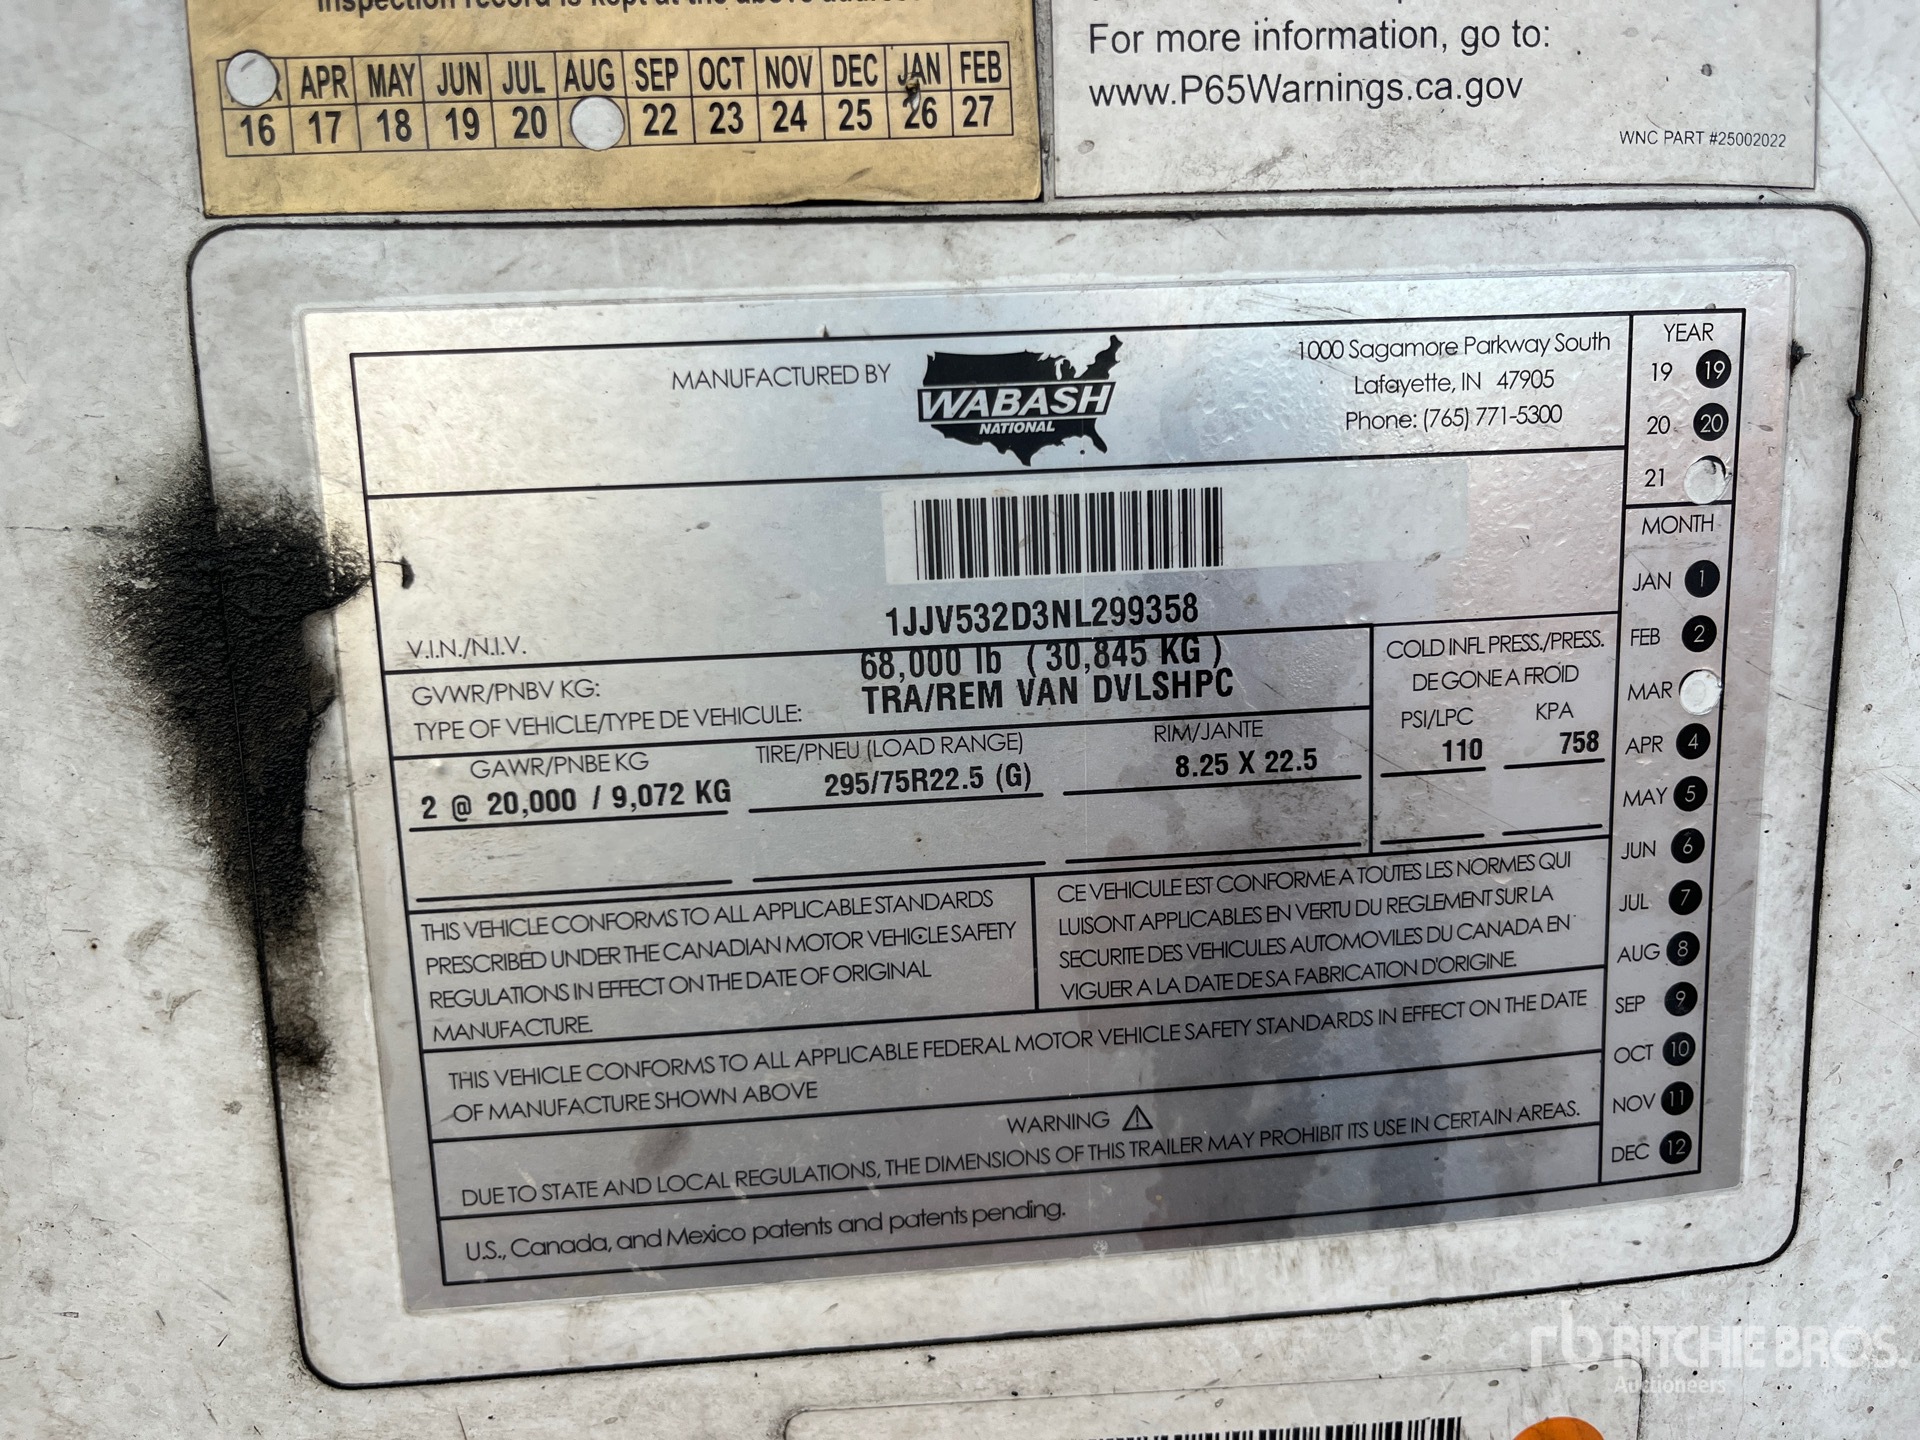 inspection record is kept at the above address.
APR MAY JUN JUL AUG SEP OCT NOV DEC JAN FEB
16 17 18 19 20 22 23 24 25 26 27
For more information, go to:
www.P65Warnings.ca.gov
WNC PART #25002022
MANUFACTURED BY
WABASH
NATIONAL
1000 Sagamore Parkway South
Lafayette, IN 47905
Phone: (765) 771-5300
YEAR
19 19
20 20
21
MONTH
JAN 1
FEB 2
MAR
APR 4
MAY 5
JUN 6
JUL 7
AUG 8
SEP 9
OCT 10
NOV 11
DEC 12
V.I.N./N.I.V.
1JJV532D3NL299358
GVWR/PNBV KG:
68,000 lb ( 30,845 KG )
TYPE OF VEHICLE/TYPE DE VEHICULE:
TRA/REM VAN DVLSHPC
GAWR/PNBE KG
2 @ 20,000 / 9,072 KG
TIRE/PNEU (LOAD RANGE)
295/75R22.5 (G)
RIM/JANTE
8.25 X 22.5
COLD INFL PRESS./PRESS.
DE GONE A FROID
PSI/LPC KPA
110 758
THIS VEHICLE CONFORMS TO ALL APPLICABLE STANDARDS
PRESCRIBED UNDER THE CANADIAN MOTOR VEHICLE SAFETY
REGULATIONS IN EFFECT ON THE DATE OF ORIGINAL
MANUFACTURE.
CE VEHICULE EST CONFORME A TOUTES LES NORMES QUI
LUISONT APPLICABLES EN VERTU DU REGLEMENT SUR LA
SECURITE DES VEHICULES AUTOMOVILES DU CANADA EN
VIGUER A LA DATE DE SA FABRICATION D'ORIGINE.
THIS VEHICLE CONFORMS TO ALL APPLICABLE FEDERAL MOTOR VEHICLE SAFETY STANDARDS IN EFFECT ON THE DATE
OF MANUFACTURE SHOWN ABOVE
WARNING
DUE TO STATE AND LOCAL REGULATIONS, THE DIMENSIONS OF THIS TRAILER MAY PROHIBIT ITS USE IN CERTAIN AREAS.
U.S., Canada, and Mexico patents and patents pending.
rb RITCHIE BROS.
Auctioneers